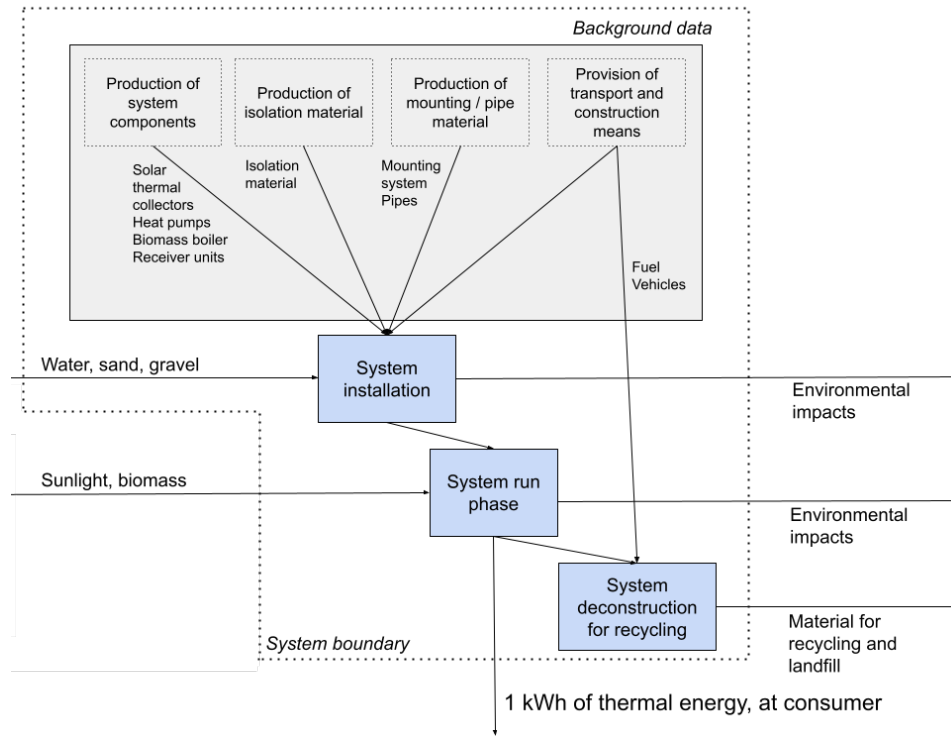 Background data
Production of
system
components
Production of
isolation material
Production of
mounting / pipe
material
Provision of
transport and
construction
means
Solar
thermal
collectors
Heat pumps
Biomass boiler
Receiver units
Isolation
material
Mounting
system
Pipes
Fuel
Vehicles
Water, sand, gravel
System
installation
Environmental
impacts
Sunlight, biomass
System run
phase
Environmental
impacts
System
deconstruction
for recycling
Material for
recycling and
landfill
System boundary
1 kWh of thermal energy, at consumer